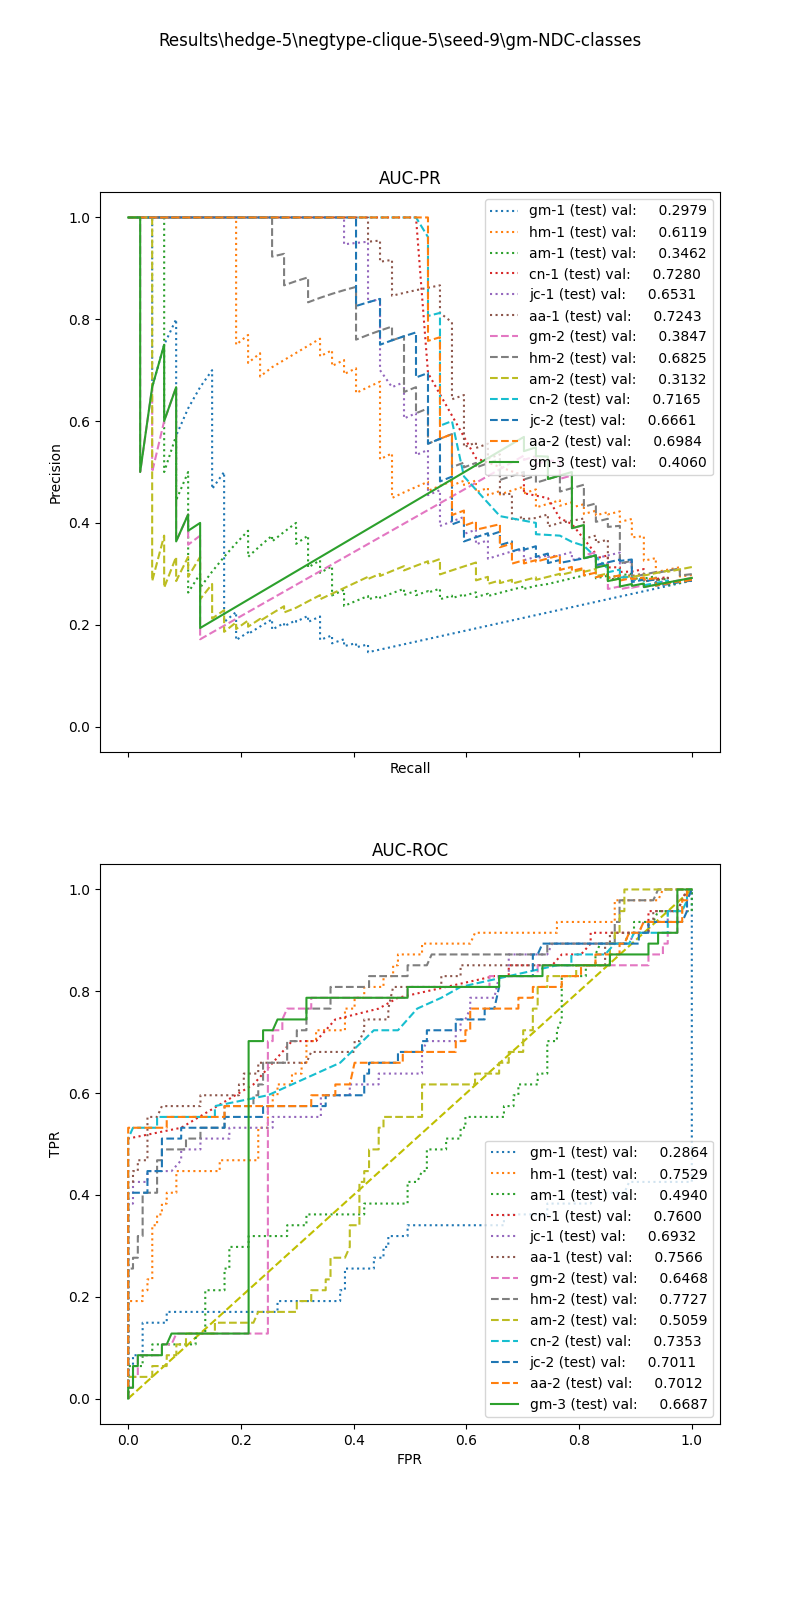 Results\hedge-5\negtype-clique-5\seed-9\gm-NDC-classes
AUC-PR
1.0
0.8
0.6
0.4
0.2
0.0
Precision
Recall
gm-1 (test) val: 0.2979
hm-1 (test) val: 0.6119
am-1 (test) val: 0.3462
cn-1 (test) val: 0.7280
jc-1 (test) val: 0.6531
aa-1 (test) val: 0.7243
gm-2 (test) val: 0.3847
hm-2 (test) val: 0.6825
am-2 (test) val: 0.3132
cn-2 (test) val: 0.7165
jc-2 (test) val: 0.6661
aa-2 (test) val: 0.6984
gm-3 (test) val: 0.4060
AUC-ROC
1.0
0.8
0.6
0.4
0.2
0.0
TPR
0.0 0.2 0.4 0.6 0.8 1.0
FPR
gm-1 (test) val: 0.2864
hm-1 (test) val: 0.7529
am-1 (test) val: 0.4940
cn-1 (test) val: 0.7600
jc-1 (test) val: 0.6932
aa-1 (test) val: 0.7566
gm-2 (test) val: 0.6468
hm-2 (test) val: 0.7727
am-2 (test) val: 0.5059
cn-2 (test) val: 0.7353
jc-2 (test) val: 0.7011
aa-2 (test) val: 0.7012
gm-3 (test) val: 0.6687